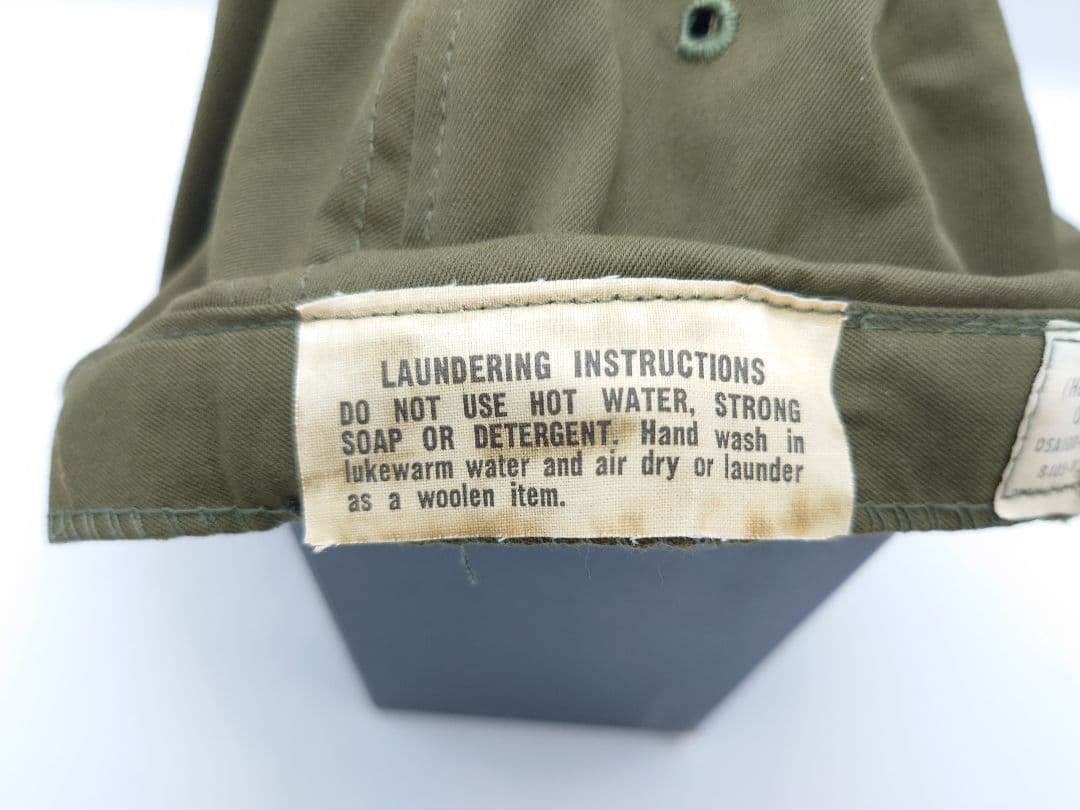 LAUNDERING INSTRUCTIONS
DO NOT USE HOT WATER, STRONG
SOAP OR DETERGENT. Hand wash in
lukewarm water and air dry or launder
as a woolen item.